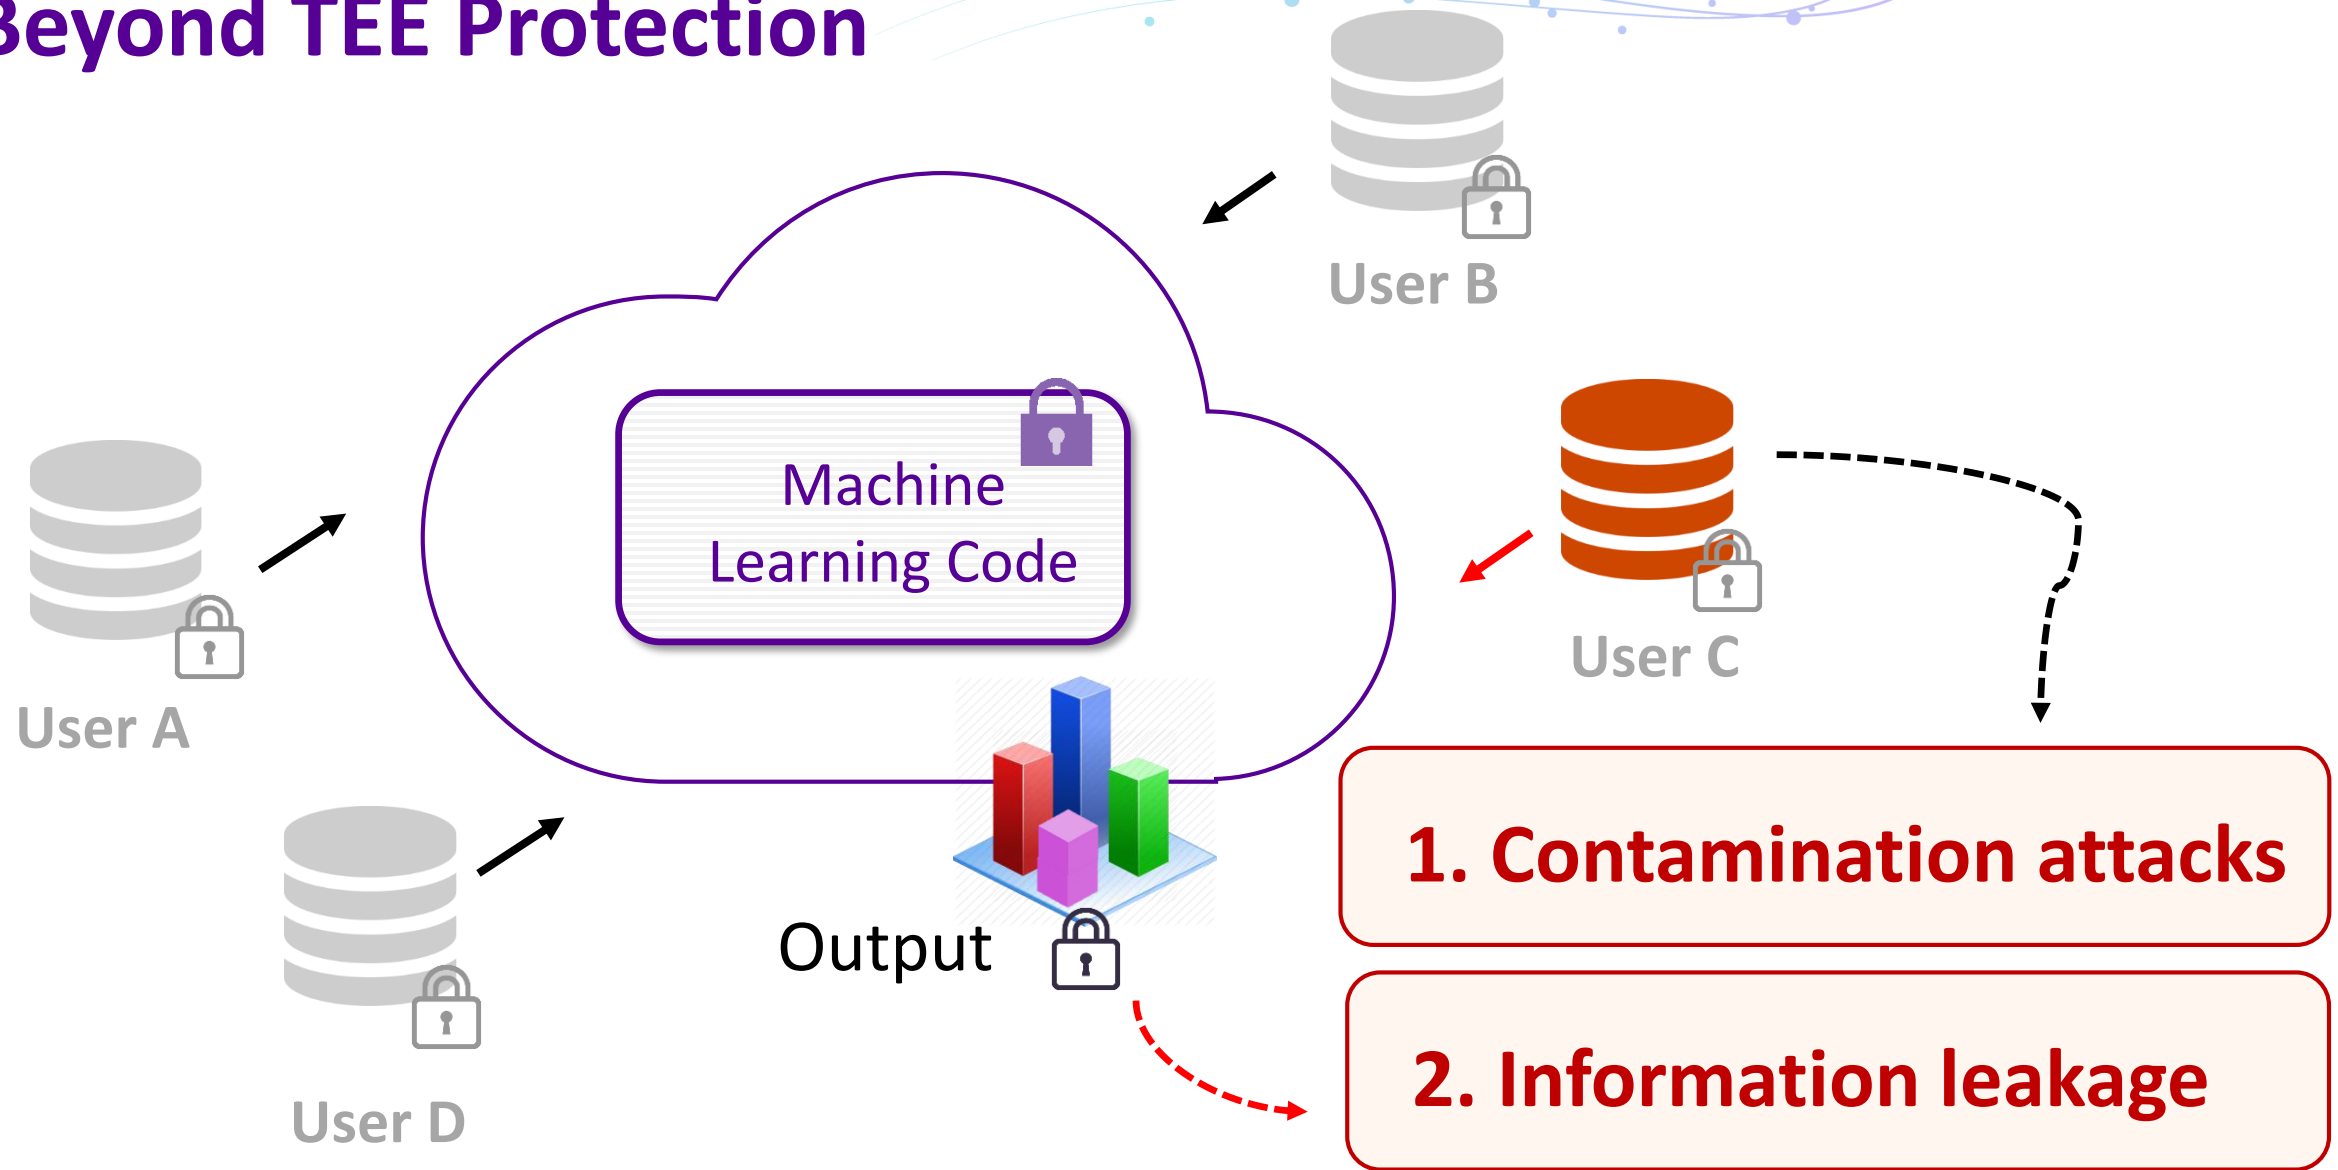 Beyond TEE Protection
User B
Machine
Learning Code
User C
User A
1. Contamination attacks
Output
2. Information leakage
User D